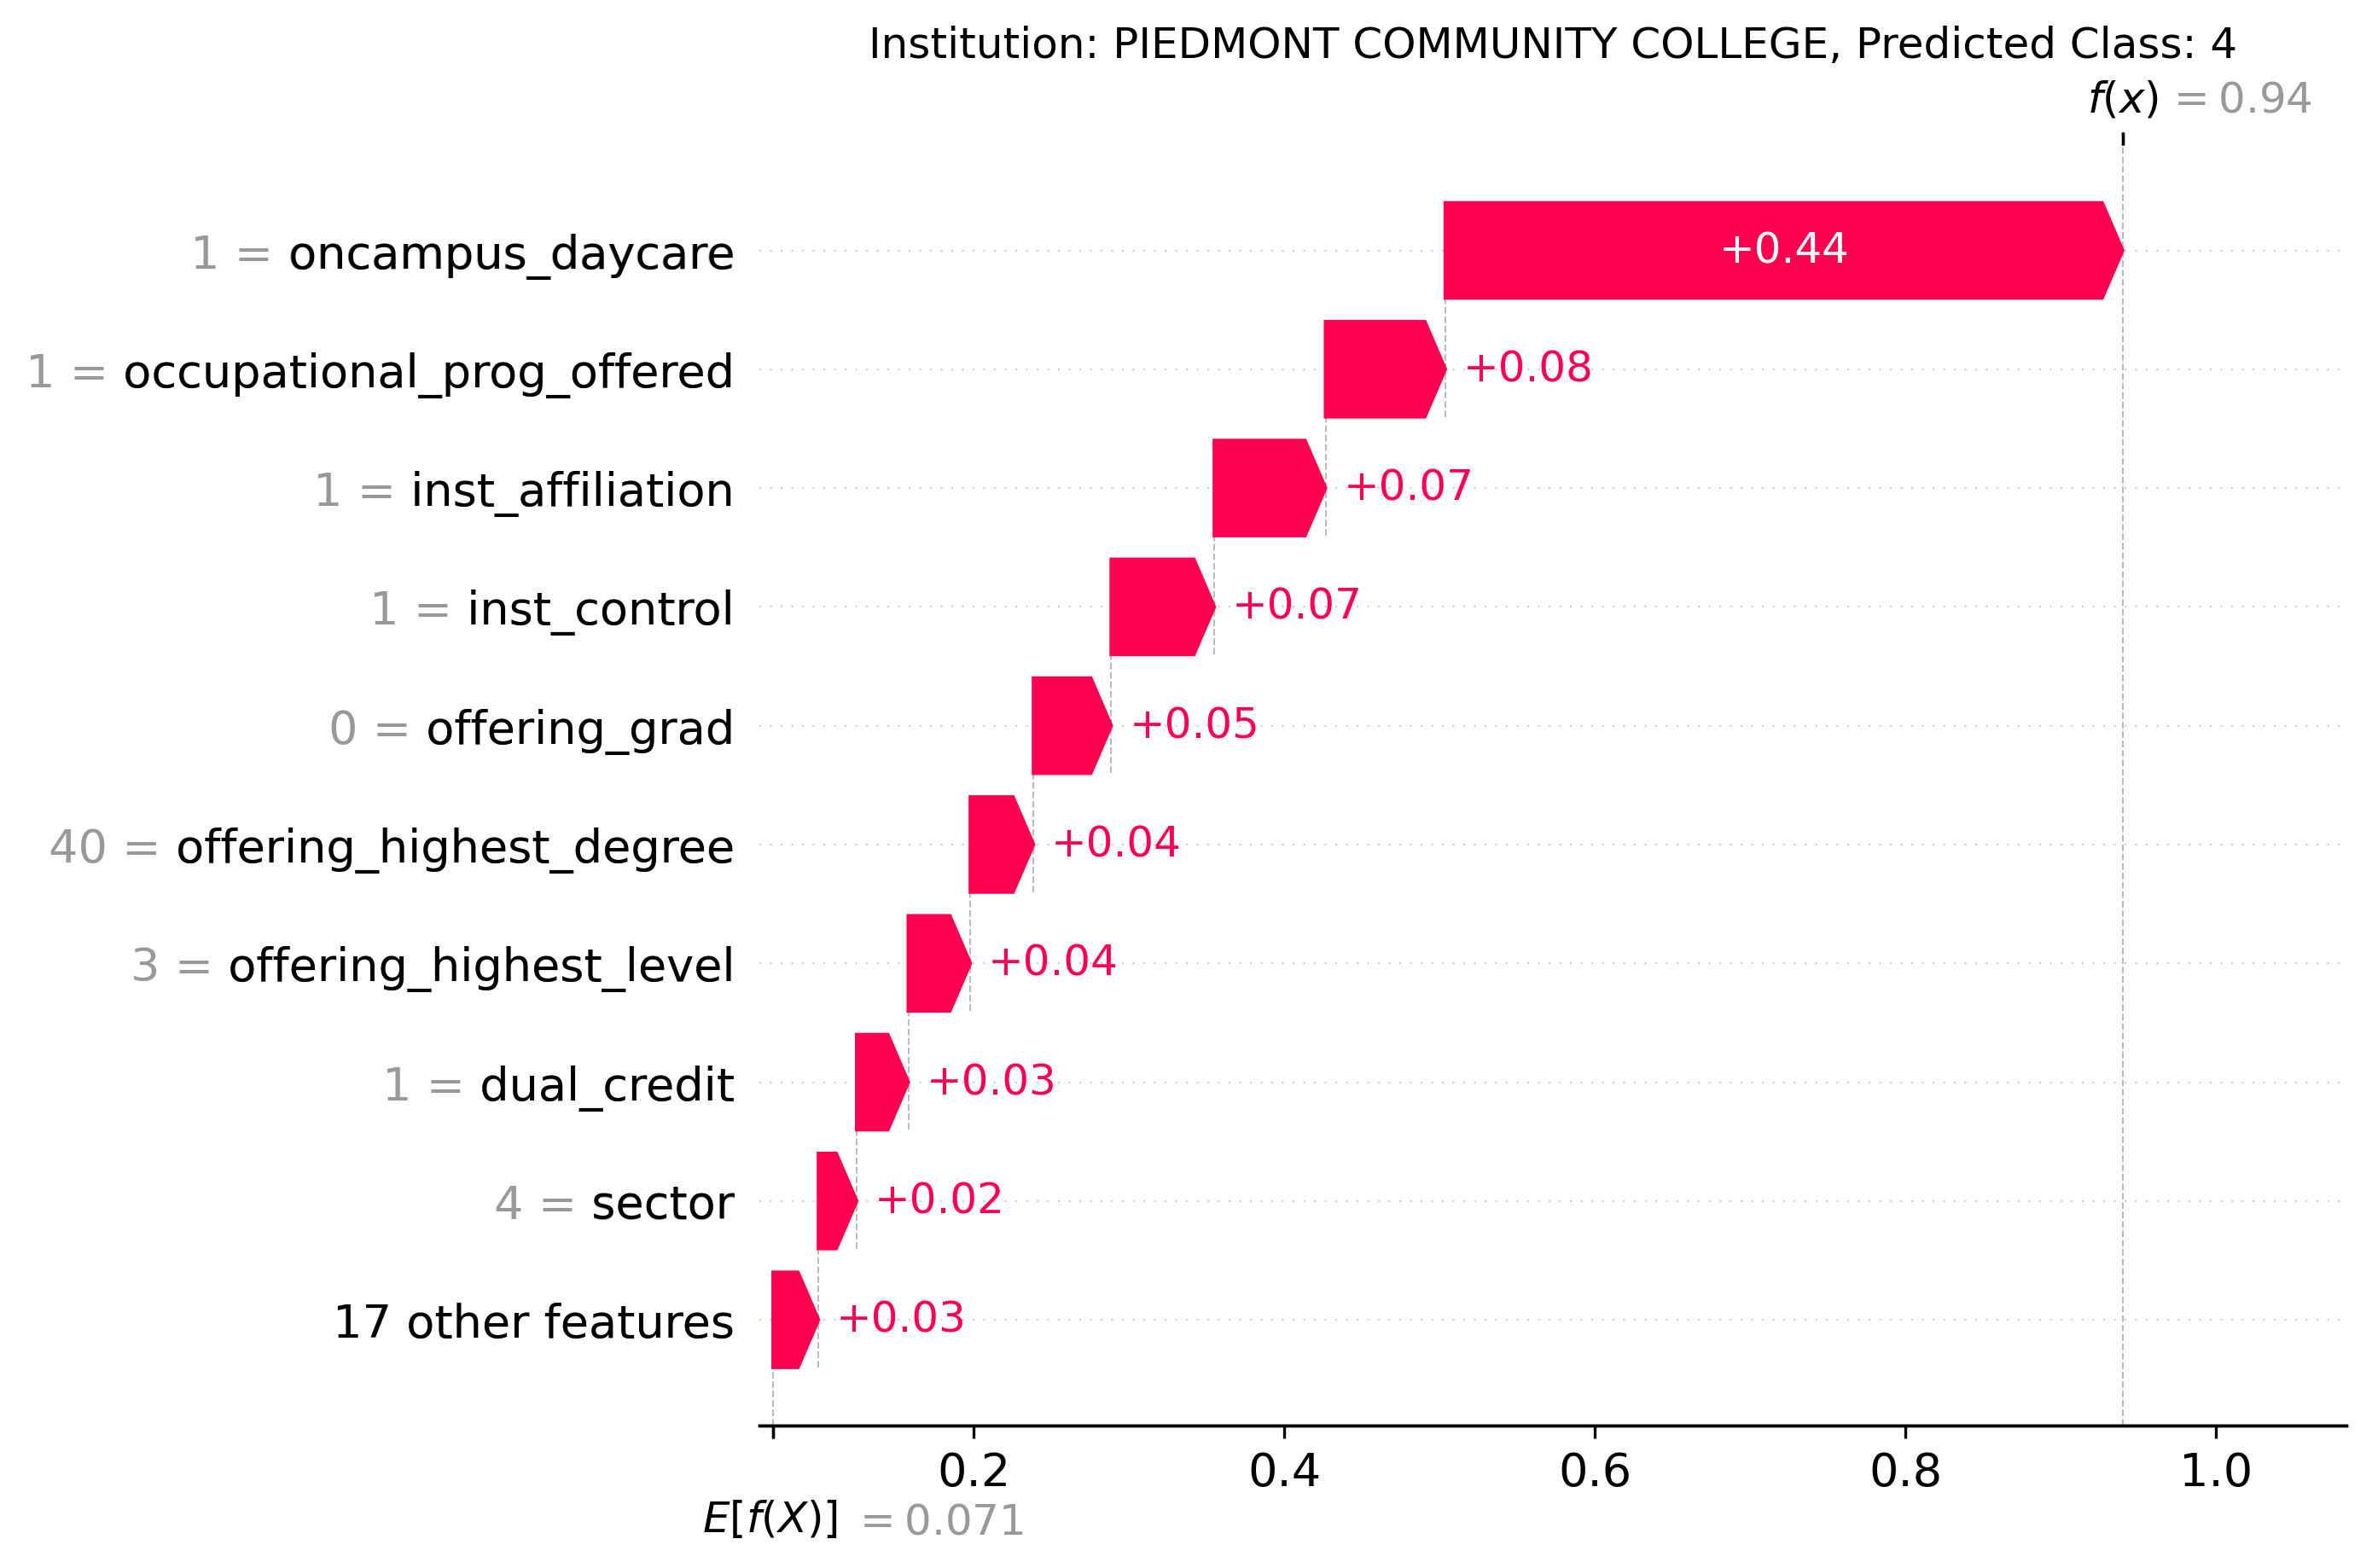 Institution: PIEDMONT COMMUNITY COLLEGE, Predicted Class: 4
f(x) = 0.94
1 = oncampus_daycare +0.44
1 = occupational_prog_offered +0.08
1 = inst_affiliation +0.07
1 = inst_control +0.07
0 = offering_grad +0.05
40 = offering_highest_degree +0.04
3 = offering_highest_level +0.04
1 = dual_credit +0.03
4 = sector +0.02
17 other features +0.03
0.2 0.4 0.6 0.8 1.0
E[f(X)] = 0.071